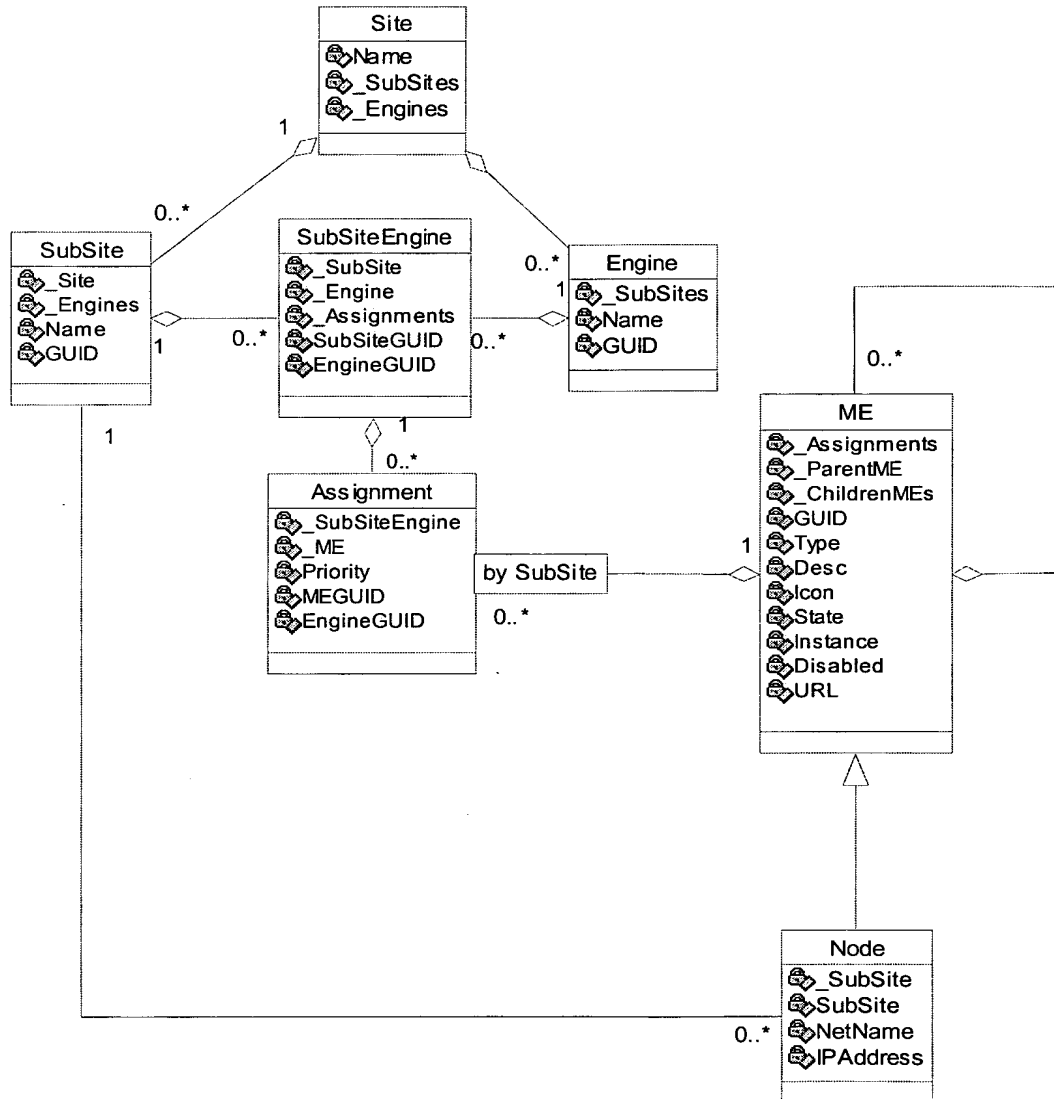 Site
Name
_SubSites
_Engines
1
0..*
SubSite
_Site
_Engines
Name
GUID
1
0..*
1
SubSiteEngine
_SubSite
_Engine
_Assignments
SubSiteGUID
EngineGUID
0..*
1
0..*
Engine
_SubSites
Name
GUID
1
0..*
Assignment
_SubSiteEngine
_ME
Priority
MEGUID
EngineGUID
by SubSite
0..*
1
0..*
ME
_Assignments
_ParentME
_ChildrenMEs
GUID
Type
Desc
Icon
State
Instance
Disabled
URL
Node
_SubSite
SubSite
NetName
IPAddress
0..*